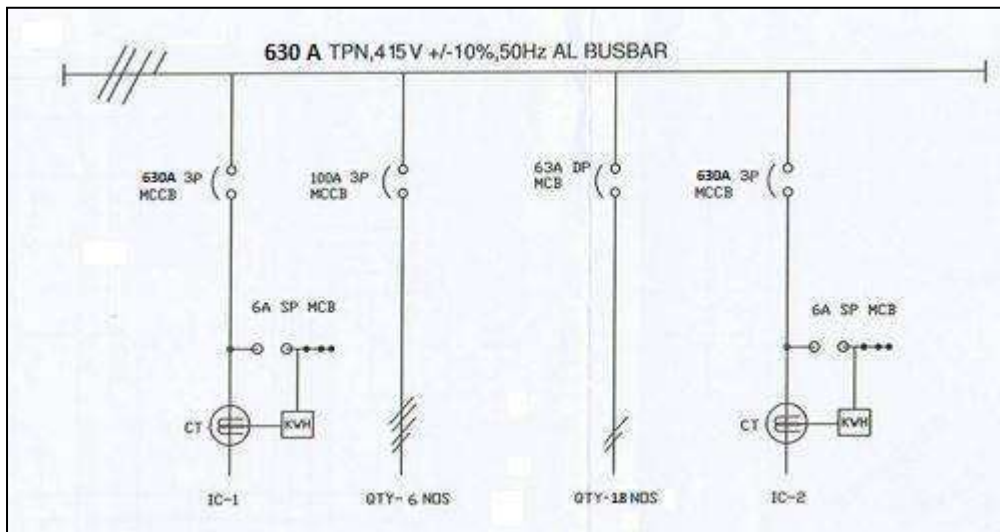 630 A TPN,415V +/-10%,50Hz AL BUSBAR
630A 3P
MCCB
100A 3P
MCCB
63A DP
MCB
630A 3P
MCCB
6A SP MCB
6A SP MCB
CT
KWH
CT
KWH
IC-1
QTY- 6 NOS
QTY-18 NOS
IC-2